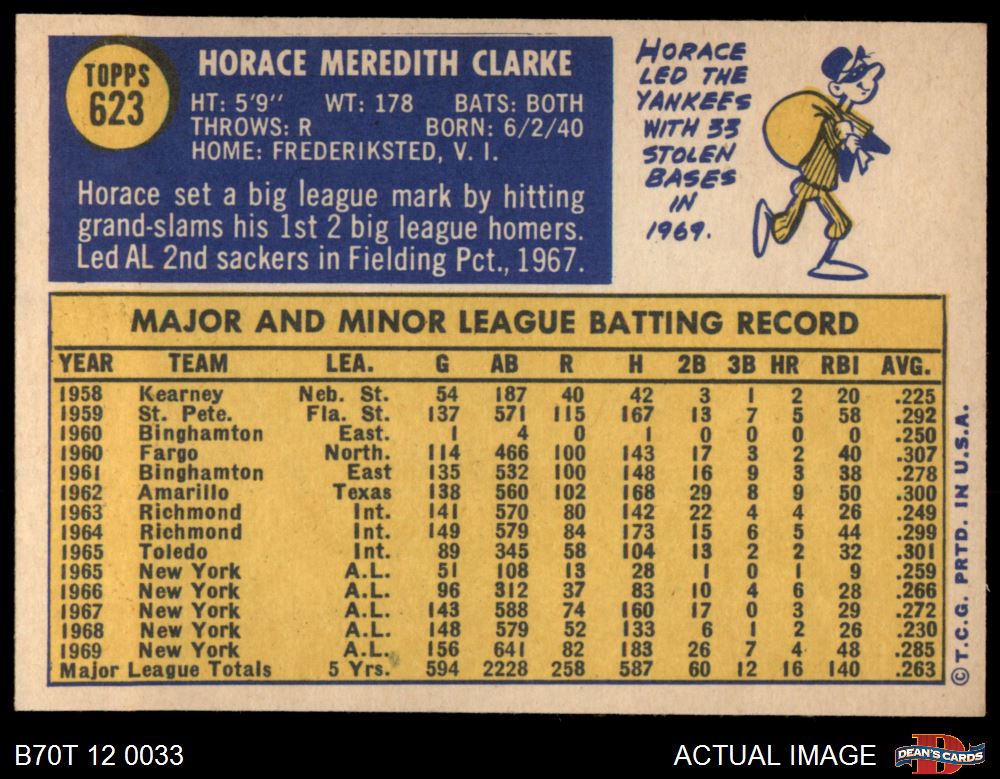 TOPPS
623
HORACE MEREDITH CLARKE
HT: 5'9" WT: 178 BATS: BOTH
THROWS: R BORN: 6/2/40
HOME: FREDERIKSTED, V. I.
Horace set a big league mark by hitting
grand-slams his 1st 2 big league homers.
Led AL 2nd sackers in Fielding Pct., 1967.
HORACE
LED THE
YANKEES
WITH 33
STOLEN
BASES
IN
1969.
MAJOR AND MINOR LEAGUE BATTING RECORD
YEAR TEAM LEA. G AB R H 2B 3B HR RBI AVG.
1958 Kearney Neb. St. 54 187 40 42 3 1 2 20 .225
1959 St. Pete. Fla. St. 137 571 115 167 13 7 5 58 .292
1960 Binghamton East. 1 4 0 1 0 0 0 0 .250
1960 Fargo North. 114 466 100 143 17 3 2 40 .307
1961 Binghamton East 135 532 100 148 16 9 3 38 .278
1962 Amarillo Texas 138 560 102 168 29 8 9 50 .300
1963 Richmond Int. 141 570 80 142 22 4 4 26 .249
1964 Richmond Int. 149 579 84 173 15 6 5 44 .299
1965 Toledo Int. 89 345 58 104 13 2 2 32 .301
1965 New York A.L. 51 108 13 28 1 0 1 9 .259
1966 New York A.L. 96 312 37 83 10 4 6 28 .266
1967 New York A.L. 143 588 74 160 17 0 3 29 .272
1968 New York A.L. 148 579 52 133 6 1 2 26 .230
1969 New York A.L. 156 641 82 183 26 7 4 48 .285
Major League Totals 5 Yrs. 594 2228 258 587 60 12 16 140 .263
© T.C.G. PRTD. IN U.S.A.
B70T 12 0033
ACTUAL IMAGE
D
DEAN'S CARDS